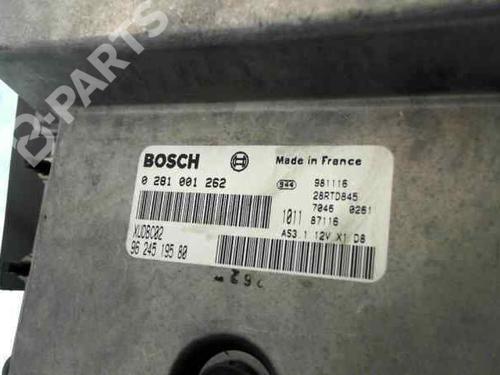 B-PARTS
BOSCH
Made in France
0 281 001 262
981116
28RTD845
7046 0261
1011 87116
XUDBC02
AS3.1 12V X1 D8
96 245 195 80